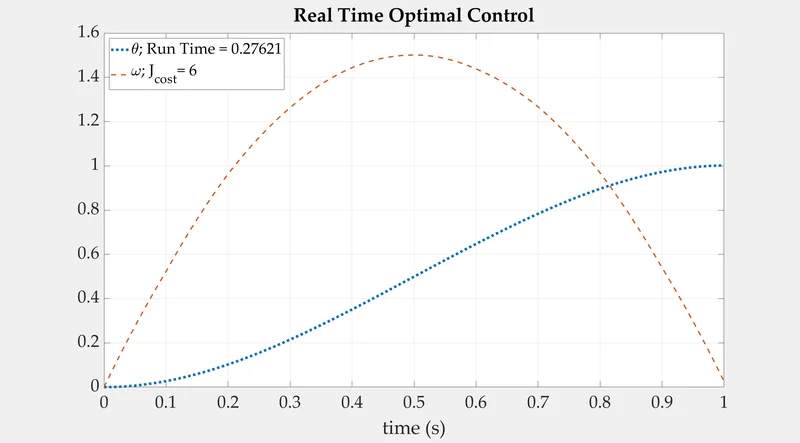 Real Time Optimal Control
θ; Run Time = 0.27621
ω; J_cost= 6
1.6
1.4
1.2
1
0.8
0.6
0.4
0.2
0
0 0.1 0.2 0.3 0.4 0.5 0.6 0.7 0.8 0.9 1
time (s)